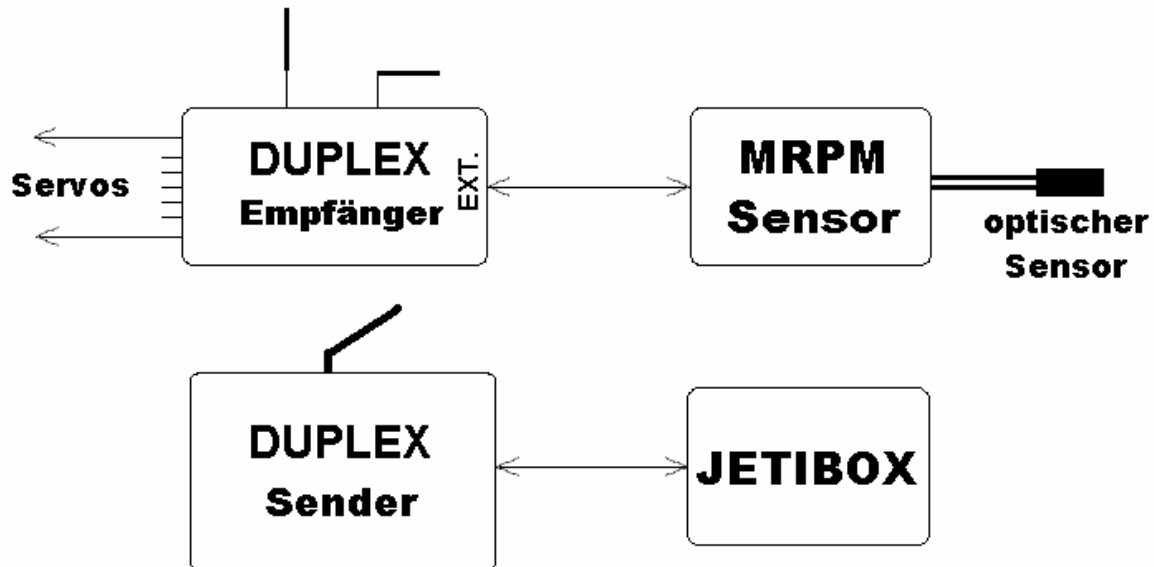 Servos
DUPLEX
Empfänger
EXT.
MRPM
Sensor
optischer
Sensor
DUPLEX
Sender
JETIBOX